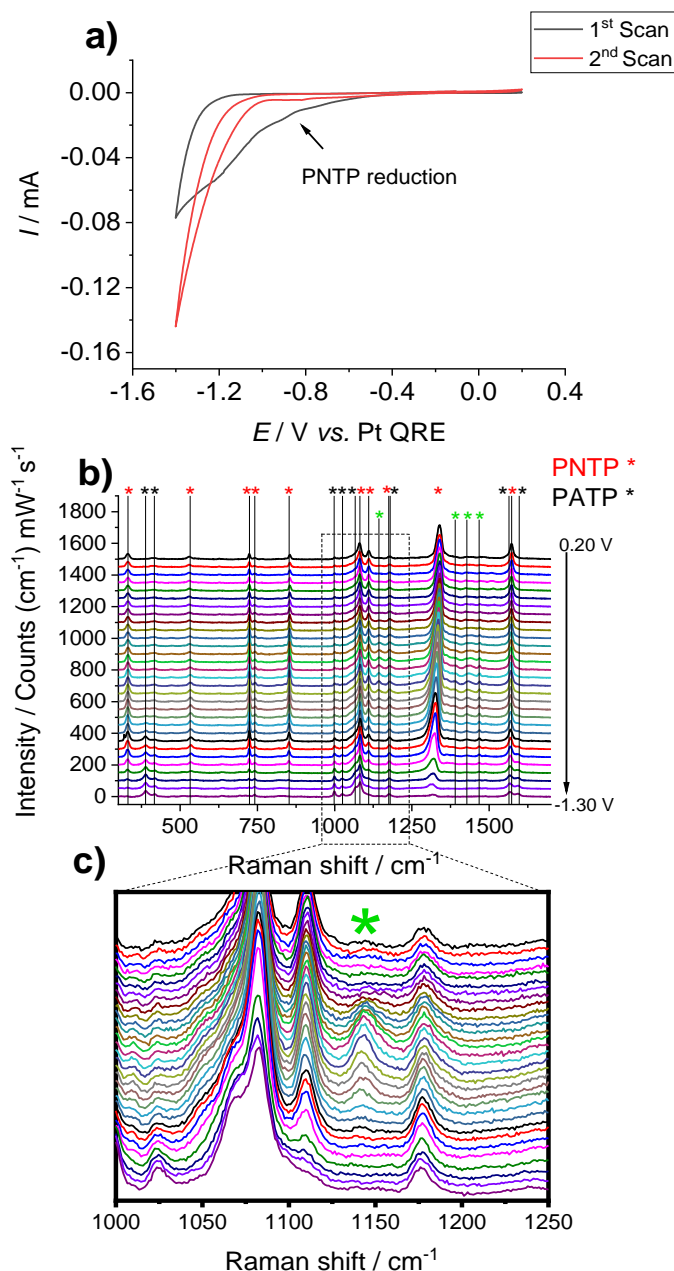 a)
1st Scan
2nd Scan
0.00
-0.04
-0.08
-0.12
-0.16
I / mA
PNTP reduction
-1.6 -1.2 -0.8 -0.4 0.0 0.4
E / V vs. Pt QRE
b)
PNTP *
PATP *
* ** * ** * *** ** ** * *** ***
* ***
1800
1600
1400
1200
1000
800
600
400
200
0
Intensity / Counts (cm-1) mW-1 s-1
0.20 V
-1.30 V
500 750 1000 1250 1500
Raman shift / cm-1
c)
*
1000 1050 1100 1150 1200 1250
Raman shift / cm-1